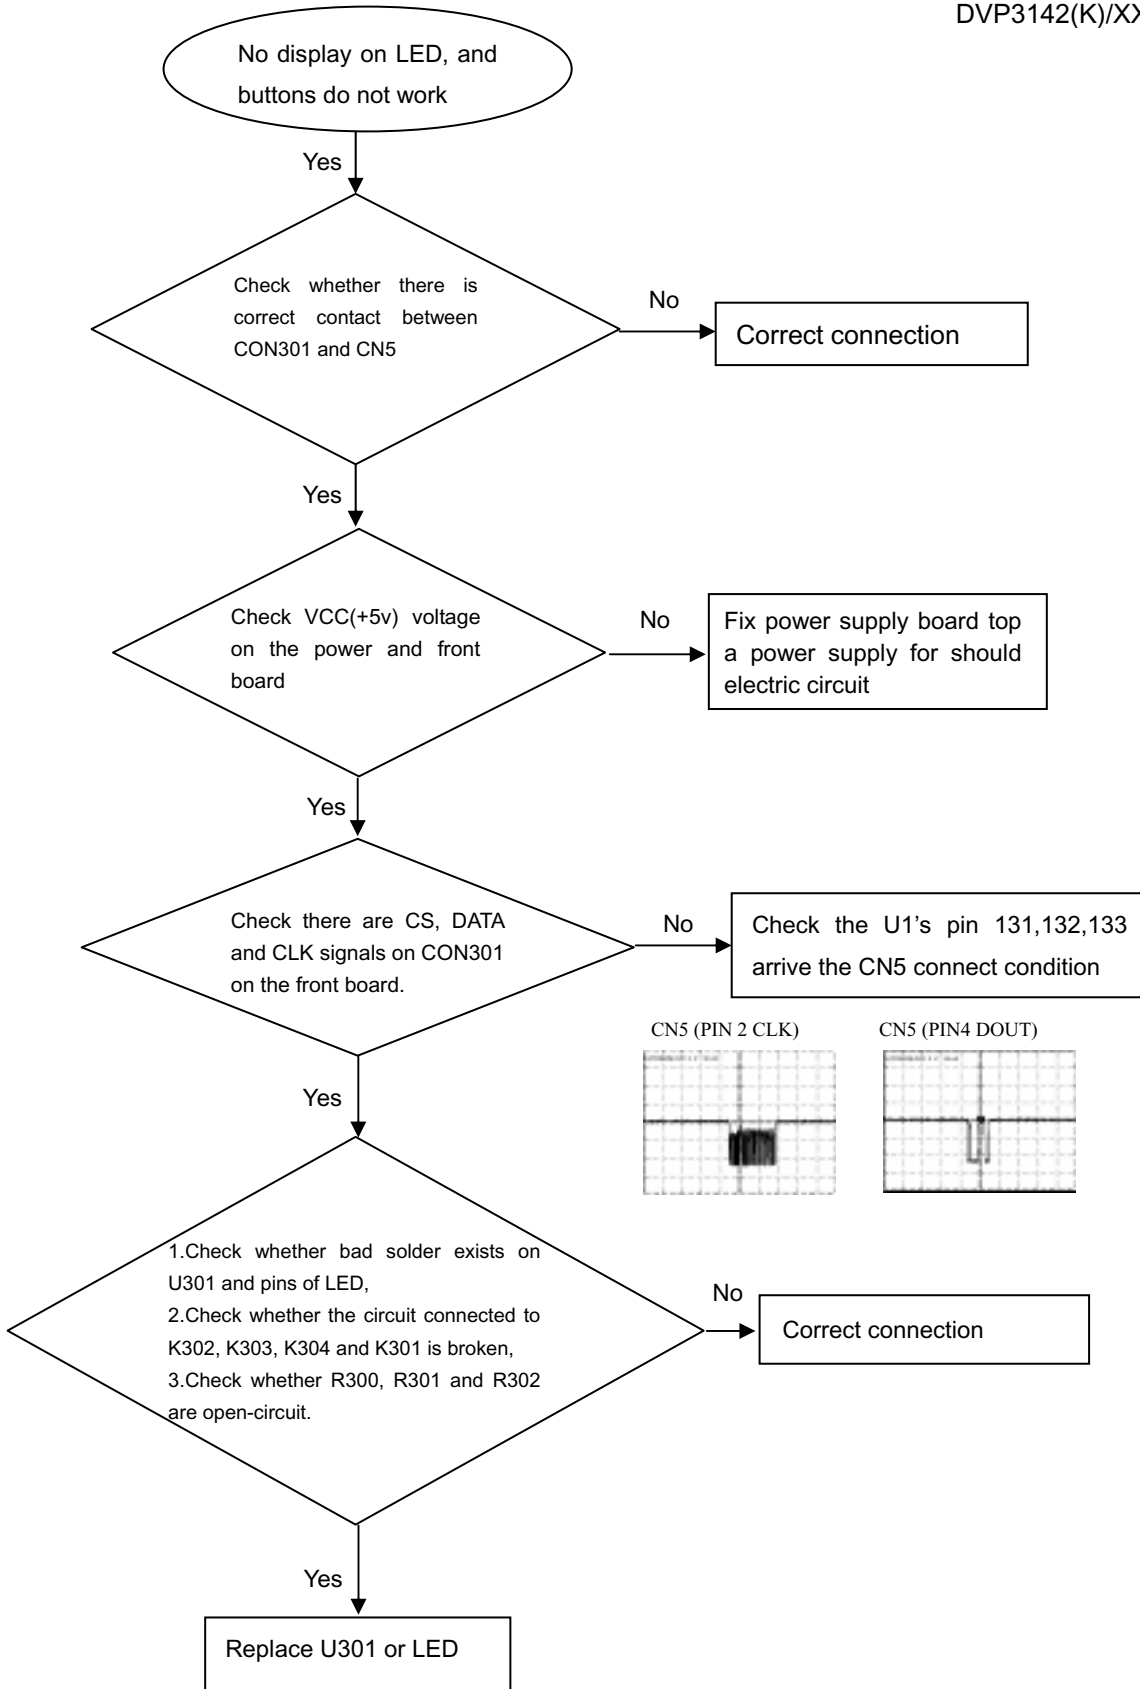 DVP3142(K)/XX
No display on LED, and
buttons do not work
Yes
Check whether there is
correct contact between
CON301 and CN5
No
Correct connection
Yes
Check VCC(+5v) voltage
on the power and front
board
No
Fix power supply board top
a power supply for should
electric circuit
Yes
Check there are CS, DATA
and CLK signals on CON301
on the front board.
No
Check the U1's pin 131,132,133
arrive the CN5 connect condition
CN5 (PIN 2 CLK)
CN5 (PIN4 DOUT)
Yes
1.Check whether bad solder exists on
U301 and pins of LED,
2.Check whether the circuit connected to
K302, K303, K304 and K301 is broken,
3.Check whether R300, R301 and R302
are open-circuit.
No
Correct connection
Yes
Replace U301 or LED